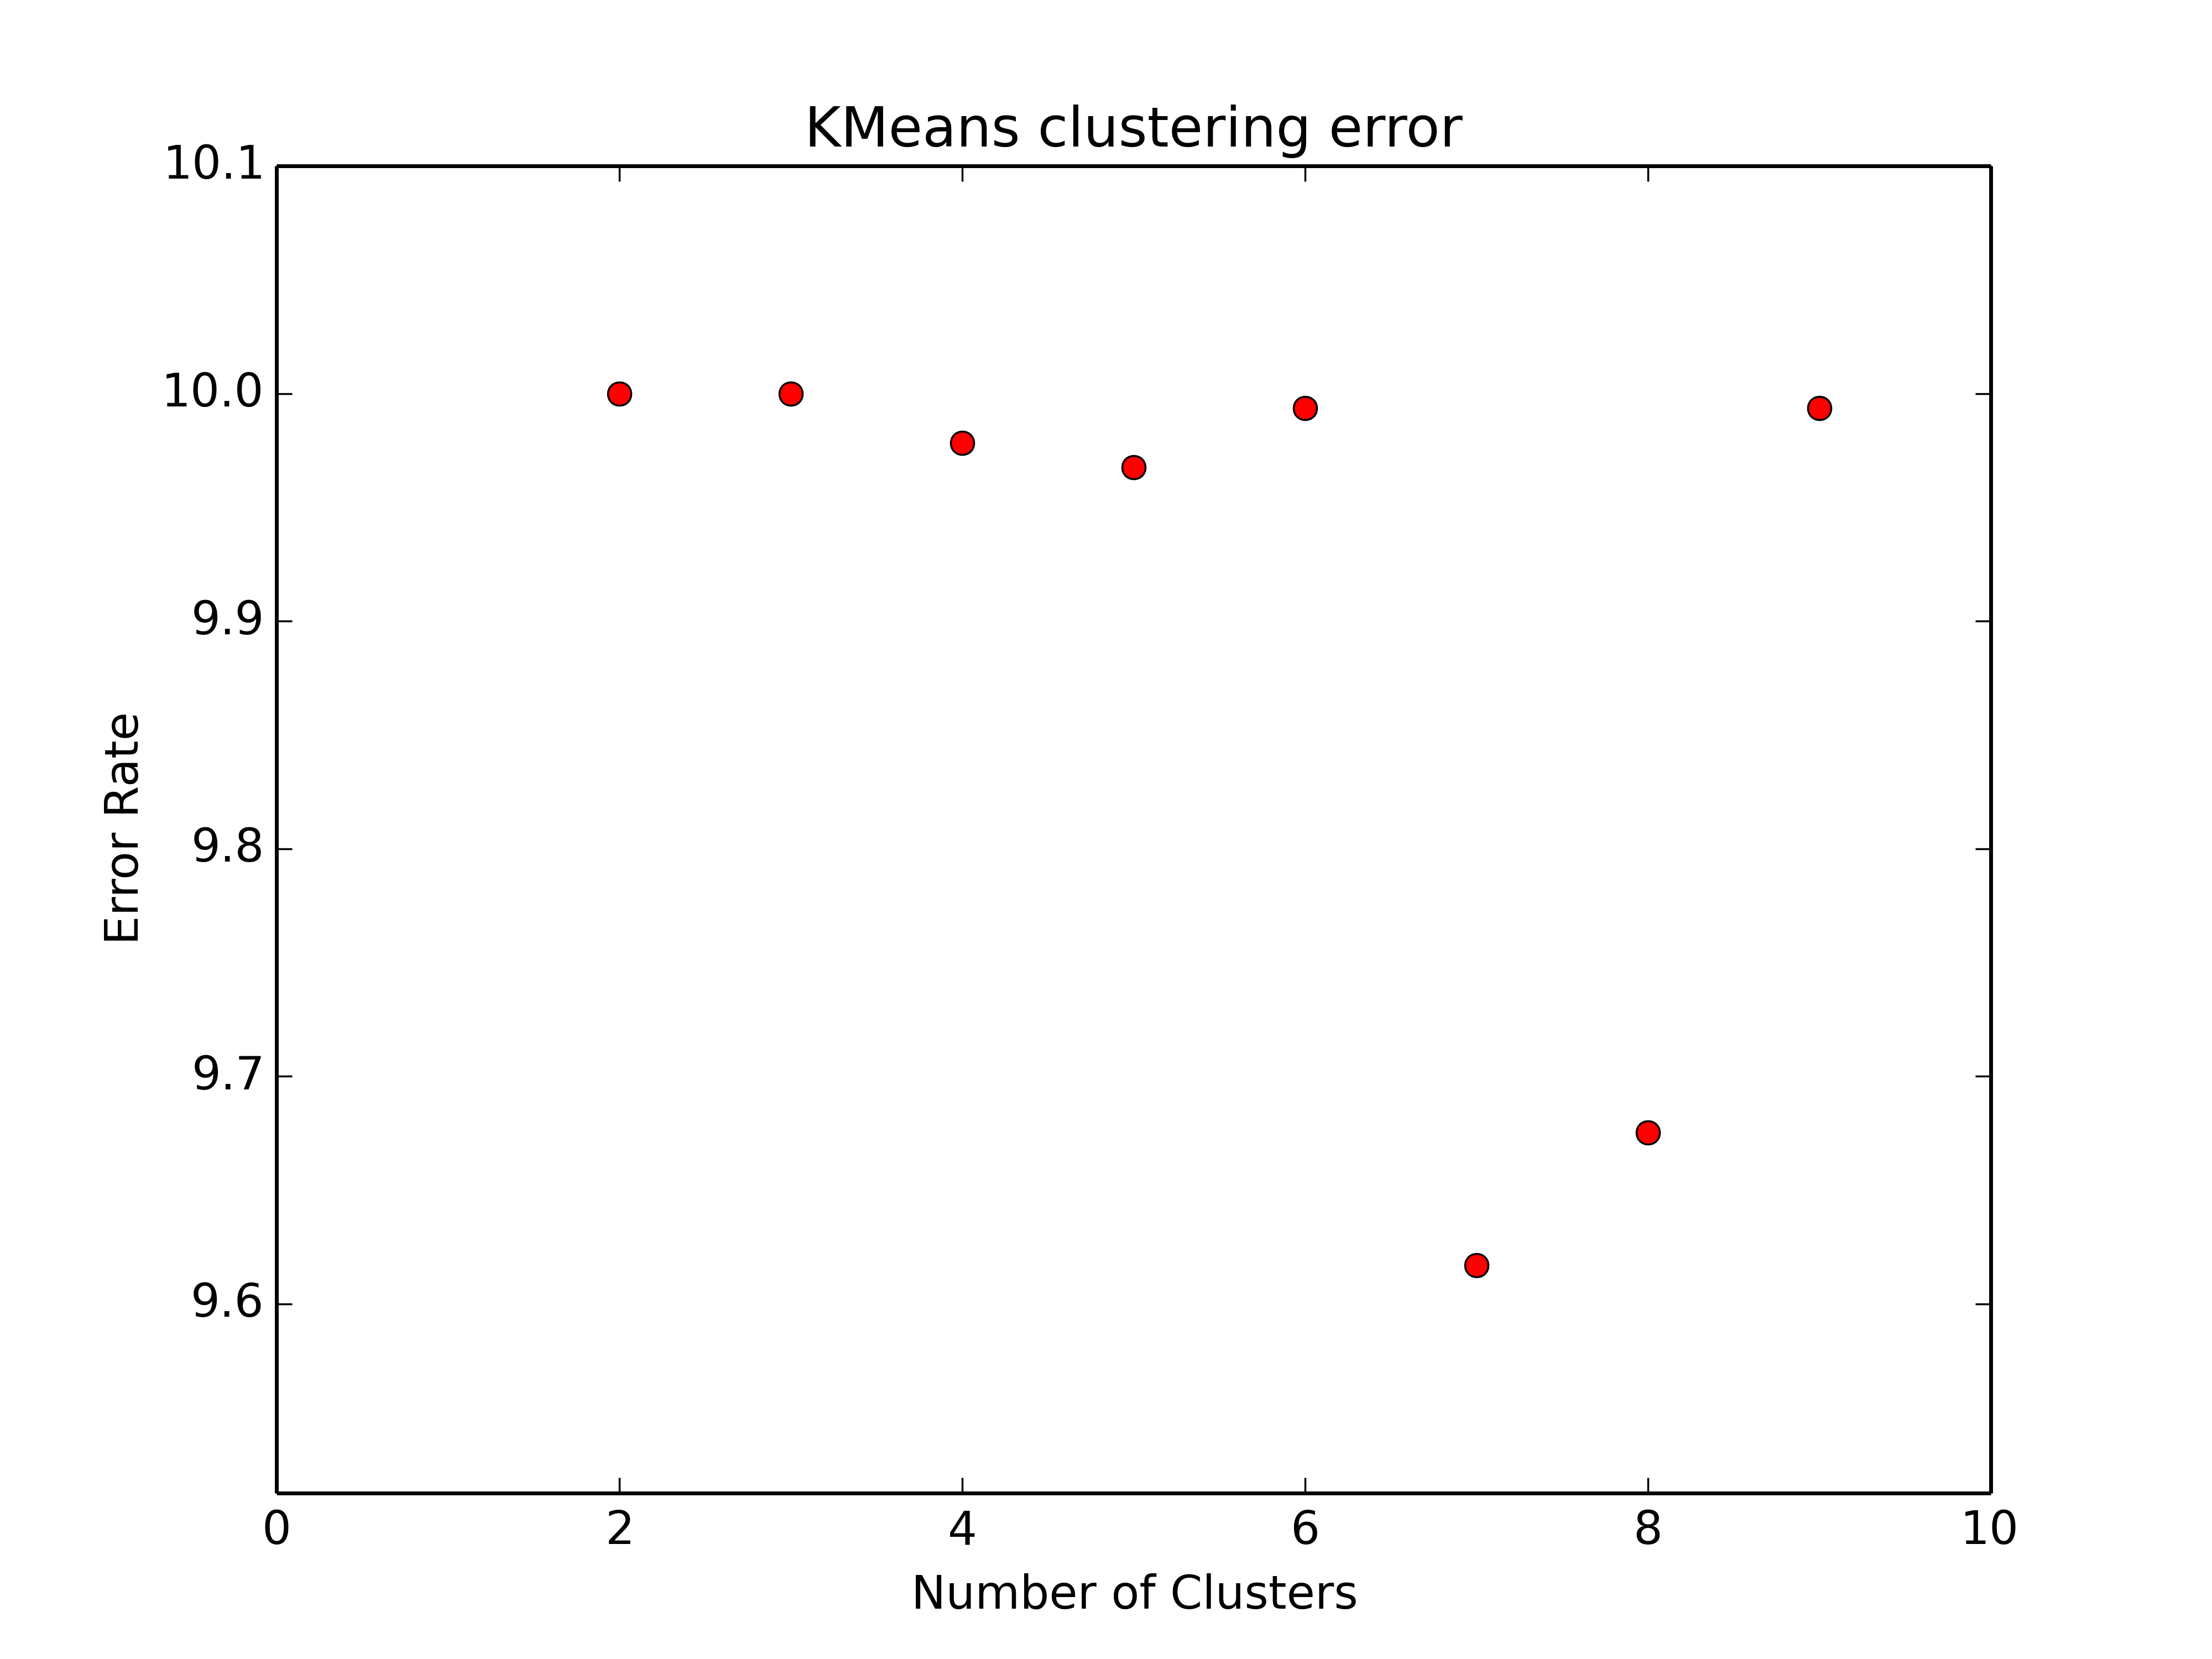 KMeans clustering error
10.1
10.0
9.9
9.8
9.7
9.6
Error Rate
0 2 4 6 8 10
Number of Clusters